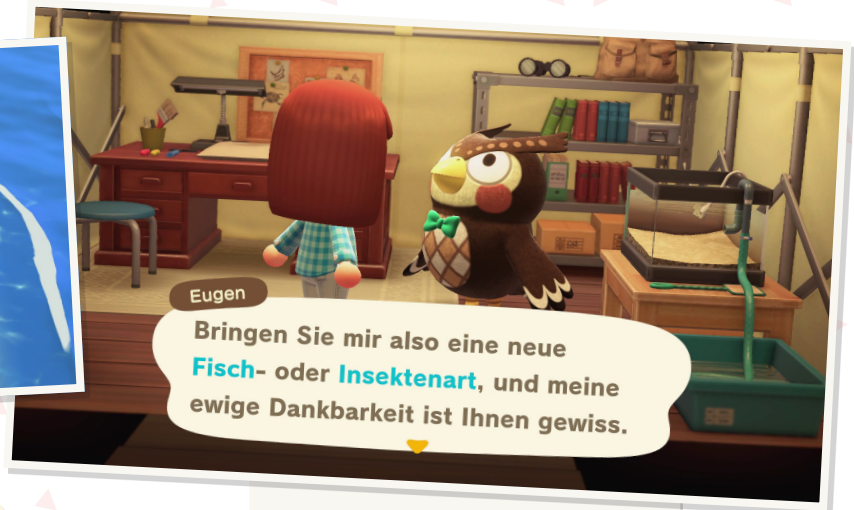 Eugen
Bringen Sie mir also eine neue
Fisch- oder Insektenart, und meine
ewige Dankbarkeit ist Ihnen gewiss.